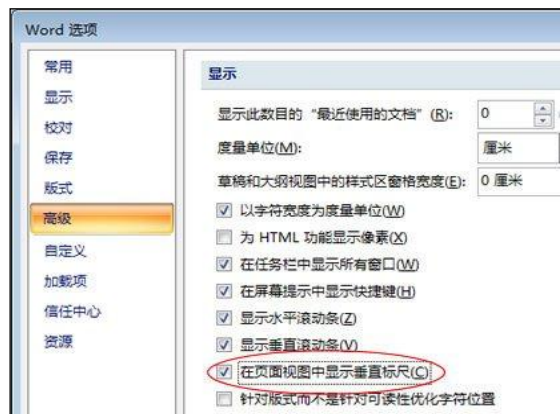 Word 选项
常用
显示
校对
保存
版式
高级
自定义
加载项
信任中心
资源
显示
显示此数目的“最近使用的文档”(R): 0
度量单位(M): 厘米
草稿和大纲视图中的样式区窗格宽度(E): 0 厘米
以字符宽度为度量单位(W)
为 HTML 功能显示像素(X)
在任务栏中显示所有窗口(W)
在屏幕提示中显示快捷键(H)
显示水平滚动条(Z)
显示垂直滚动条(V)
在页面视图中显示垂直标尺(C)
针对版式而不是针对可读性优化字符位置